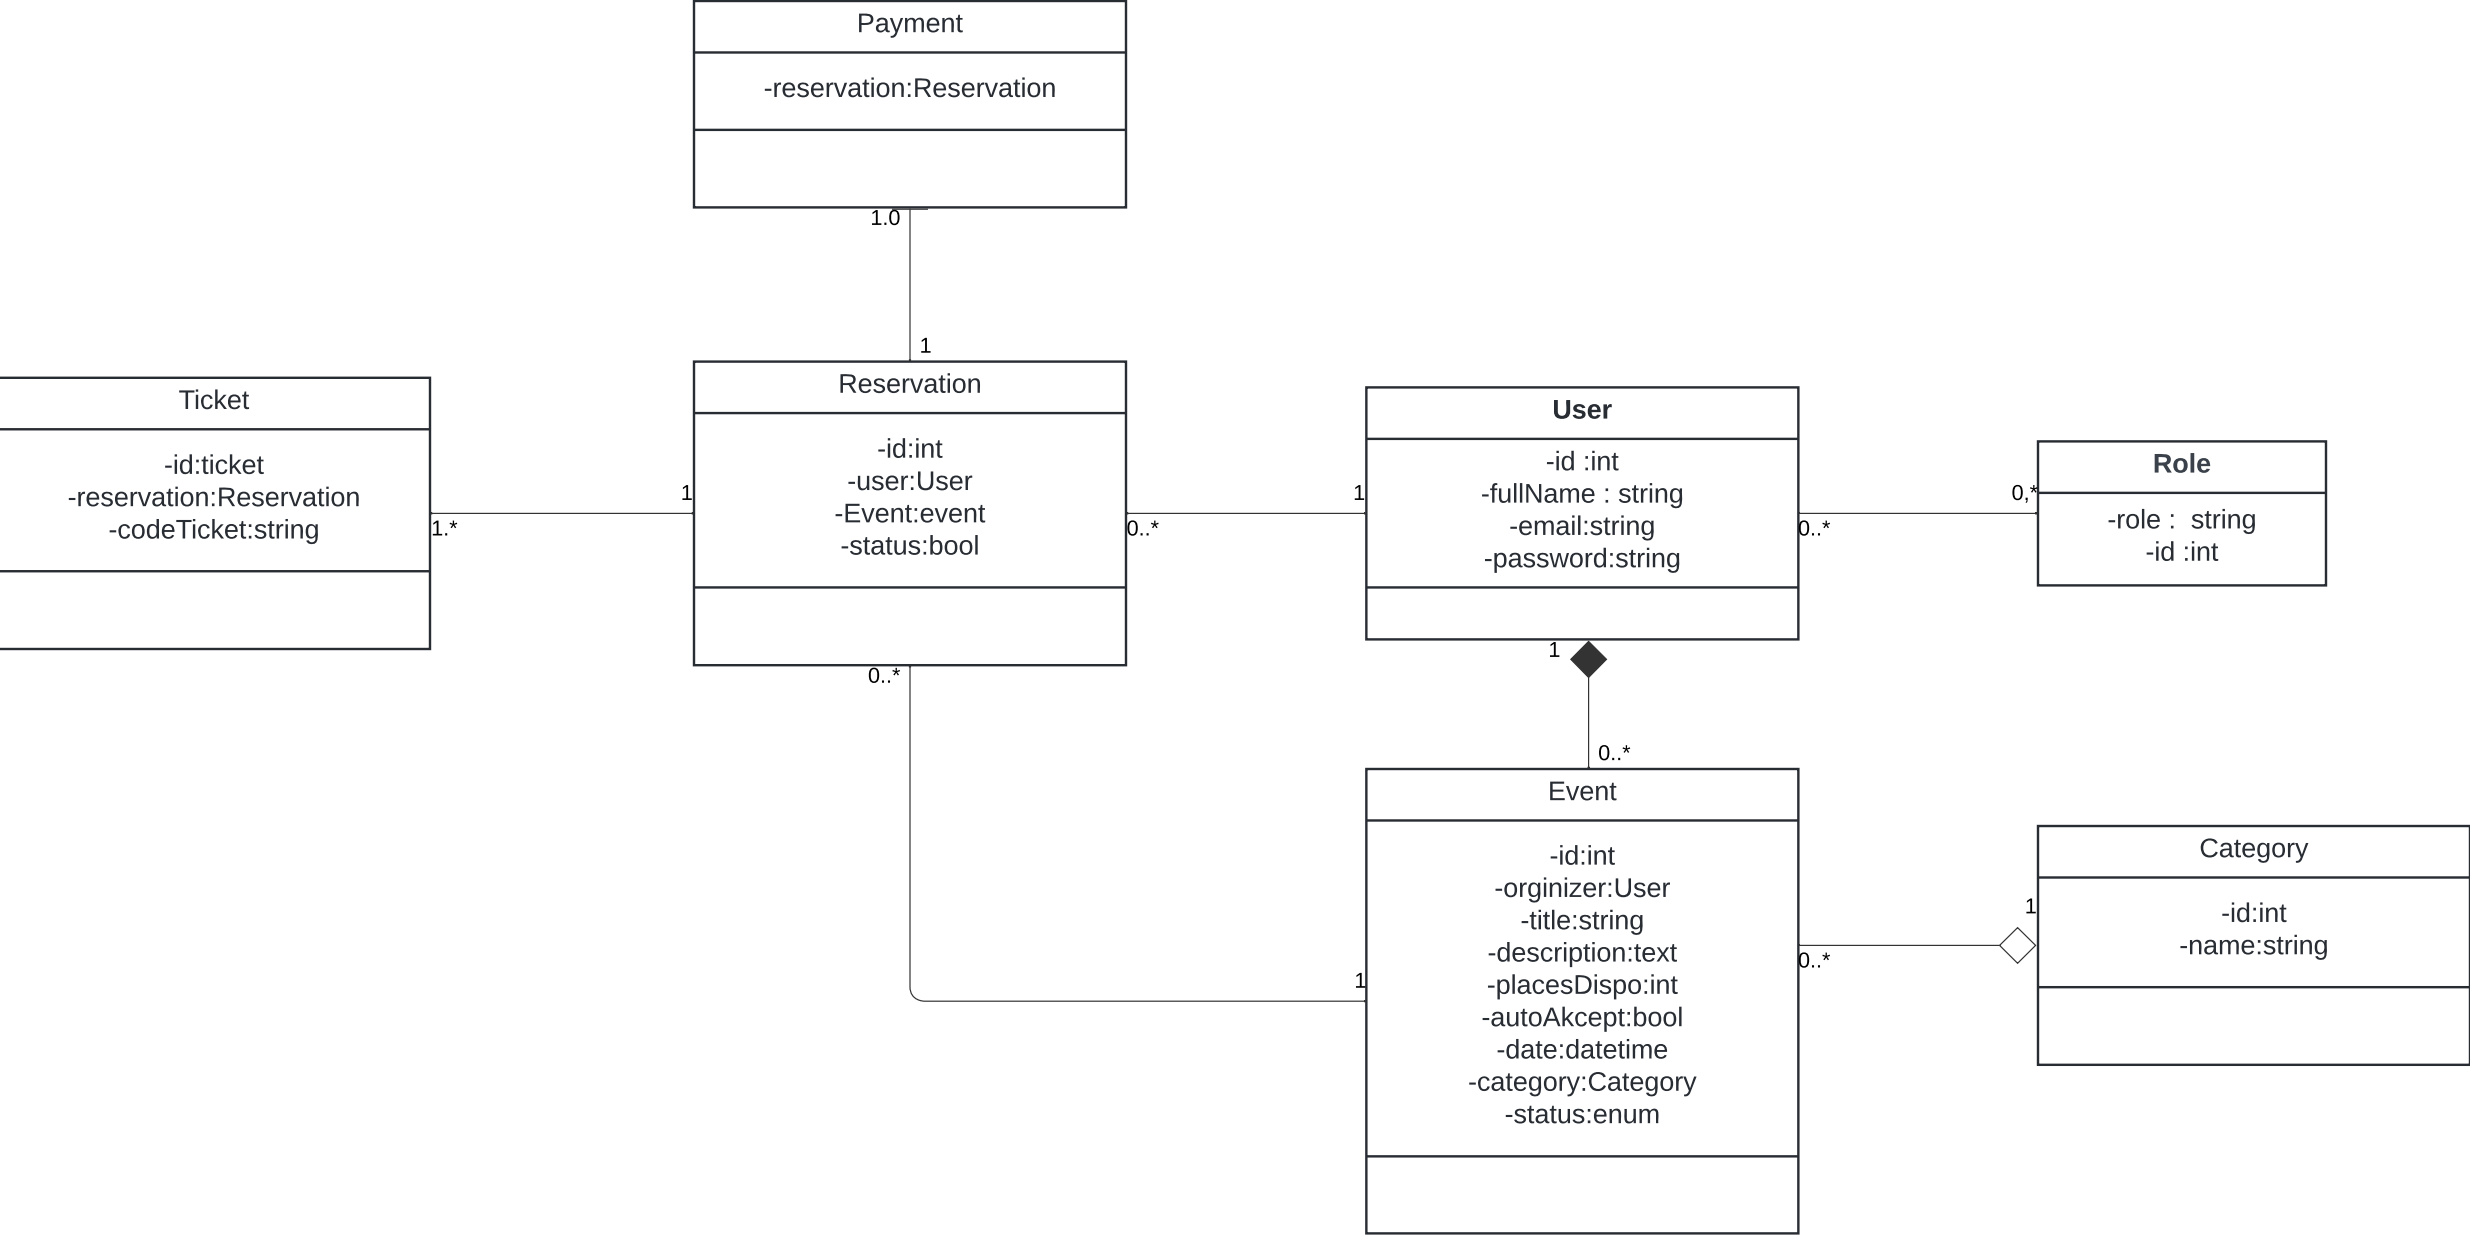 Payment
-reservation:Reservation
1.0
1
Ticket
-id:ticket
-reservation:Reservation
-codeTicket:string
1.*
1
Reservation
-id:int
-user:User
-Event:event
-status:bool
0..*
1
0..*
1
User
-id :int
-fullName : string
-email:string
-password:string
0..*
0,*
Role
-role :  string
-id :int
1
0..*
Event
-id:int
-orginizer:User
-title:string
-description:text
-placesDispo:int
-autoAkcept:bool
-date:datetime
-category:Category
-status:enum
0..*
1
Category
-id:int
-name:string